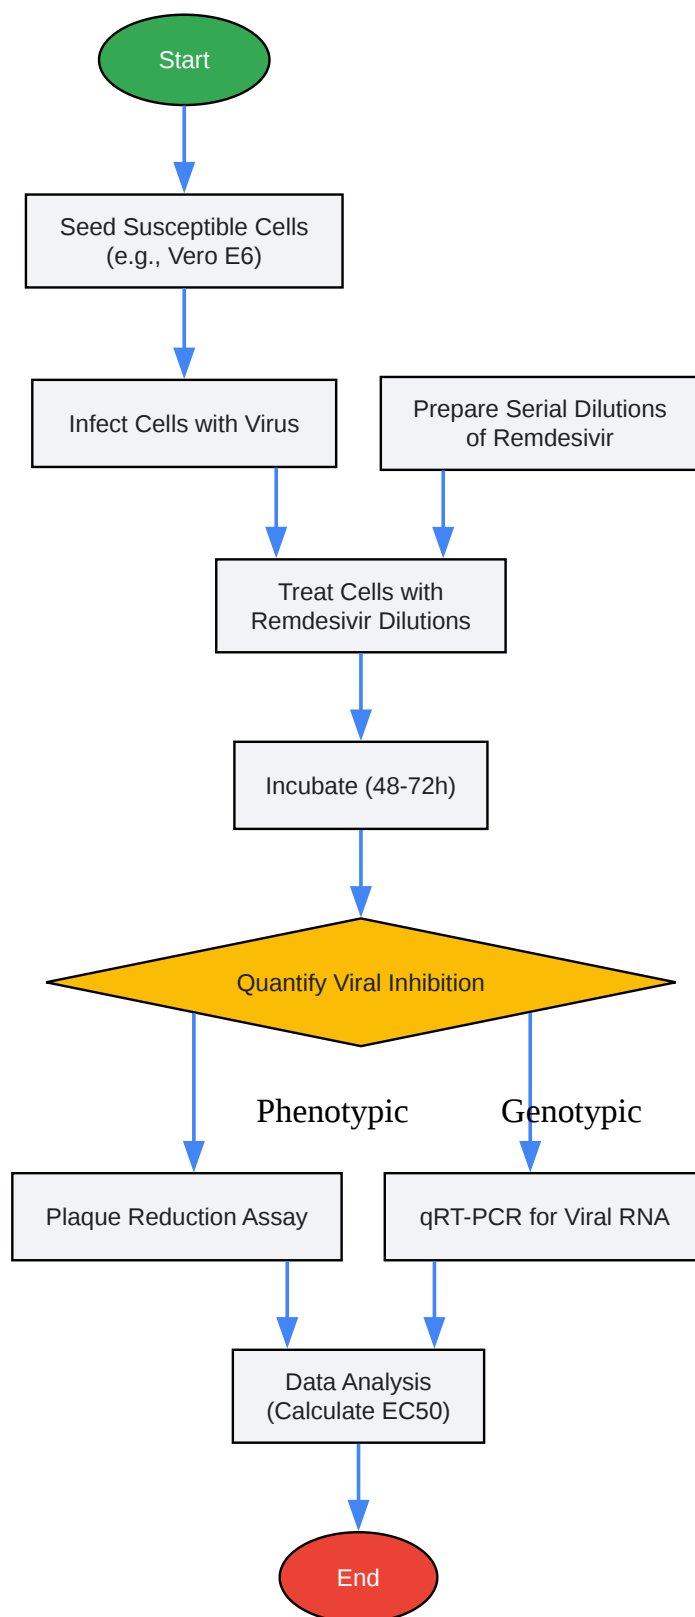 Start
Seed Susceptible Cells
(e.g., Vero E6)
Infect Cells with Virus
Prepare Serial Dilutions
of Remdesivir
Treat Cells with
Remdesivir Dilutions
Incubate (48-72h)
Quantify Viral Inhibition
Phenotypic
Genotypic
Plaque Reduction Assay
qRT-PCR for Viral RNA
Data Analysis
(Calculate EC50)
End